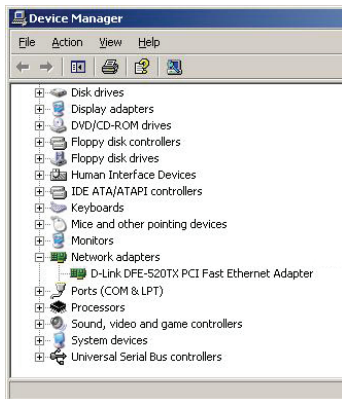 Device Manager
File Action View Help
Disk drives
Display adapters
DVD/CD-ROM drives
Floppy disk controllers
Floppy disk drives
Human Interface Devices
IDE ATA/ATAPI controllers
Keyboards
Mice and other pointing devices
Monitors
Network adapters
D-Link DFE-520TX PCI Fast Ethernet Adapter
Ports (COM & LPT)
Processors
Sound, video and game controllers
System devices
Universal Serial Bus controllers